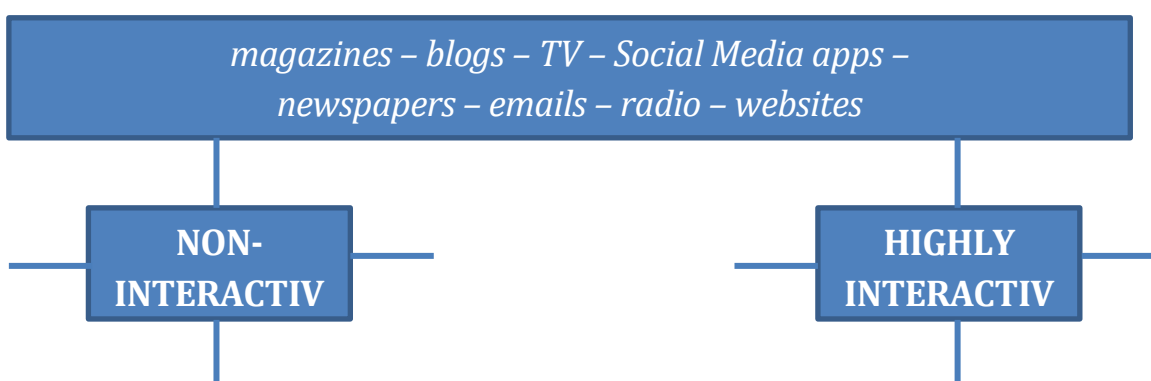 magazines – blogs – TV – Social Media apps –
newspapers – emails – radio – websites
NON-
INTERACTIV
HIGHLY
INTERACTIV